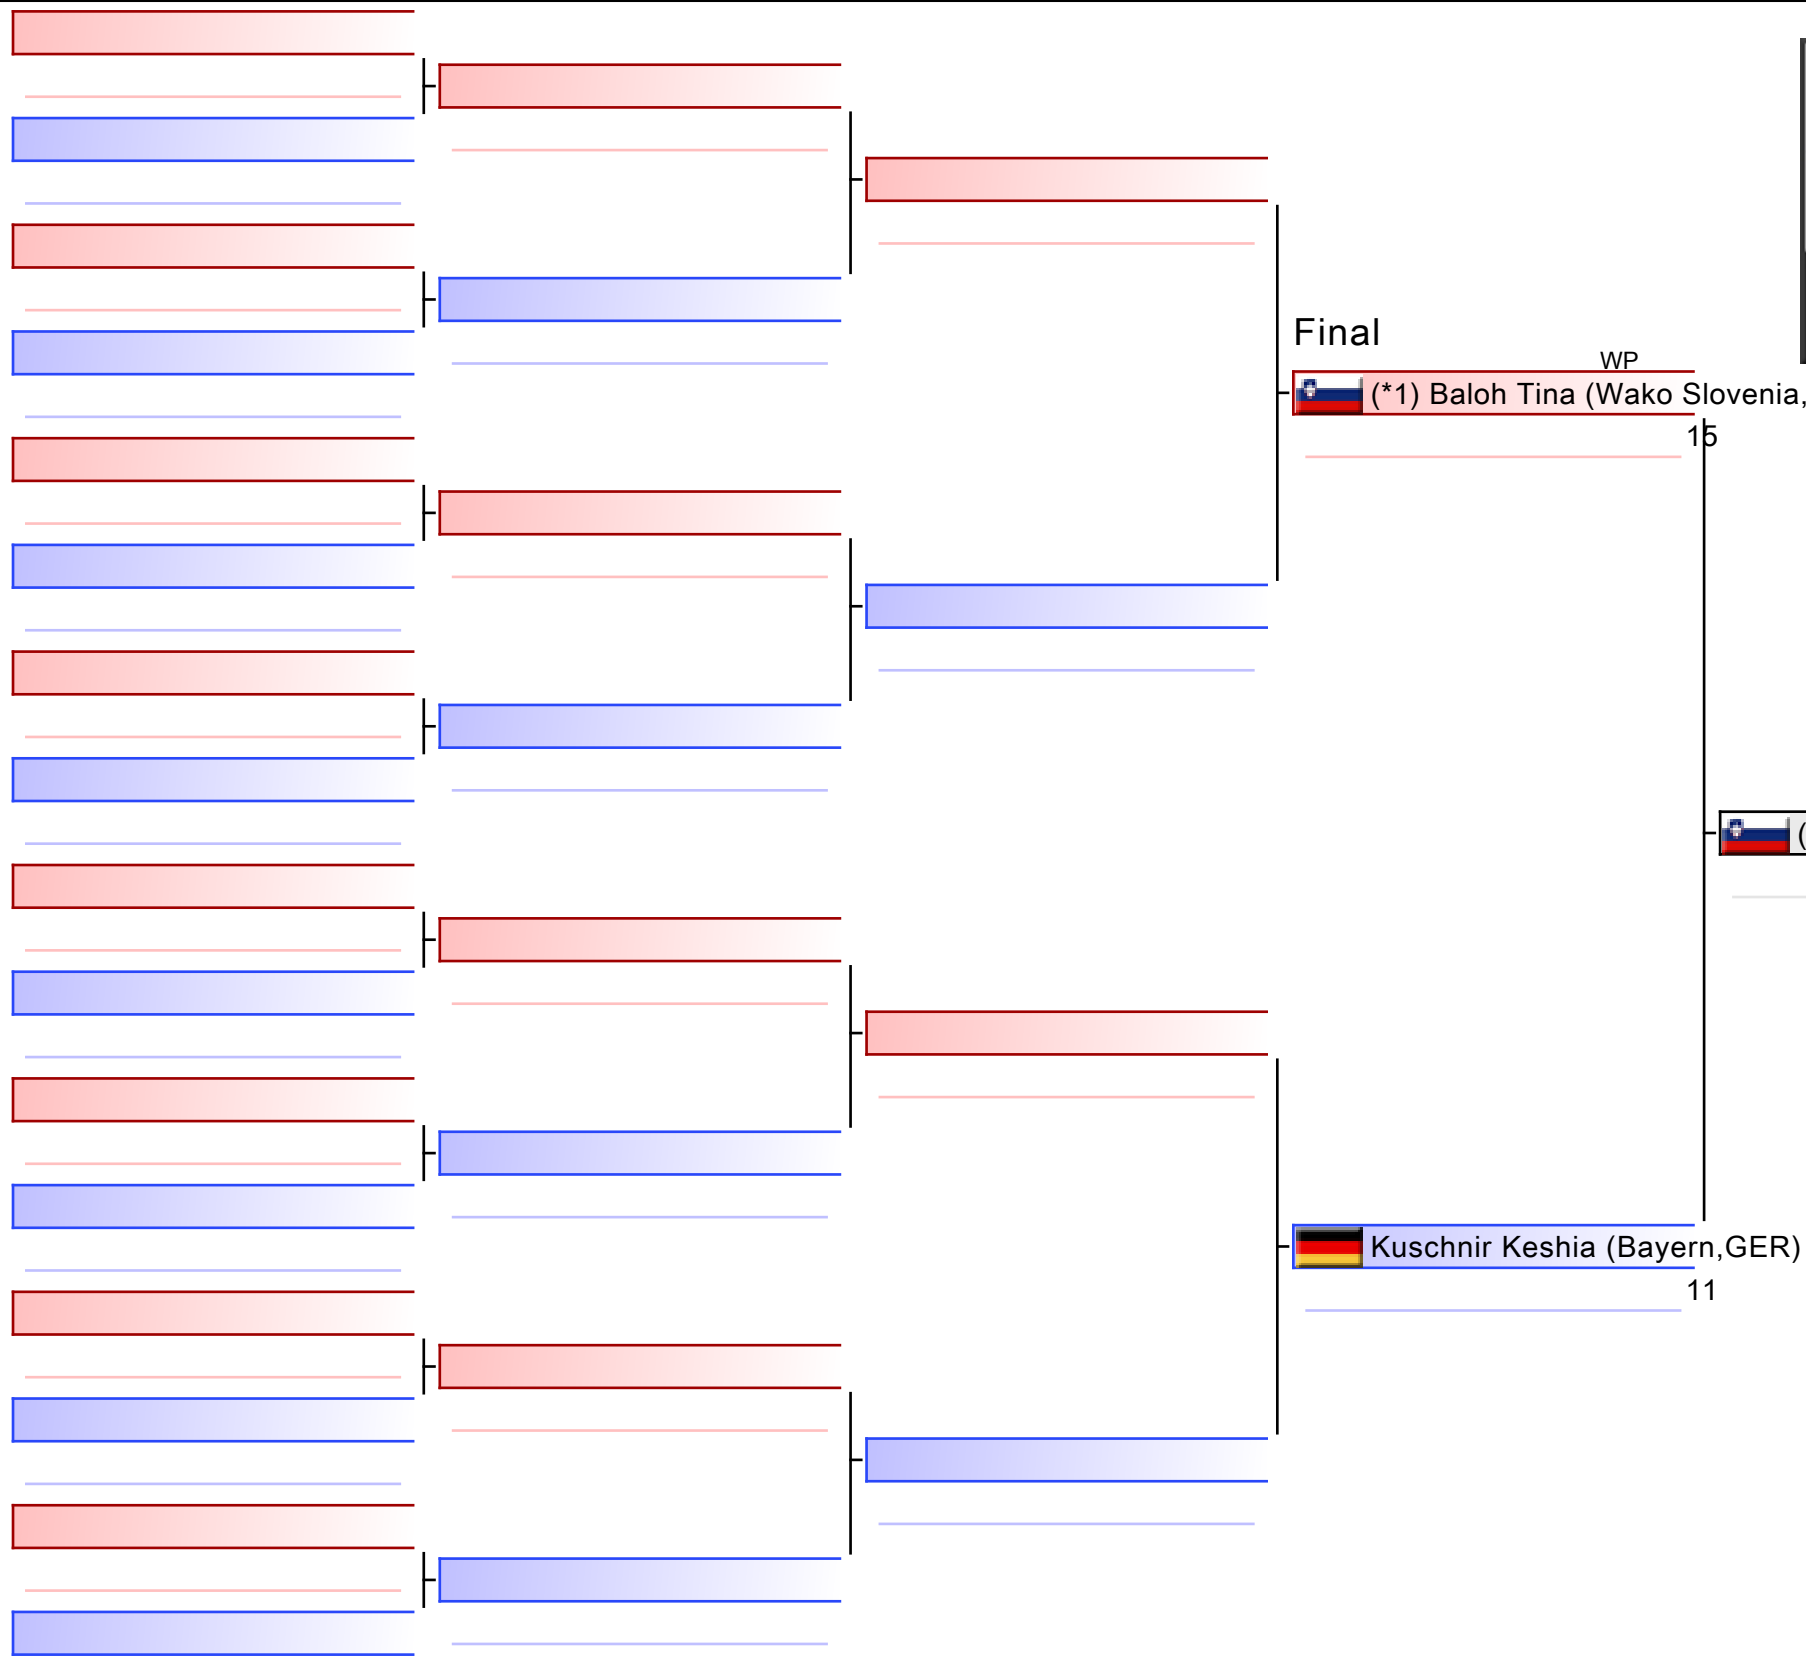 Final
WP
(*1) Baloh Tina (Wako Slovenia,
15
(
Kuschnir Keshia (Bayern,GER)
11